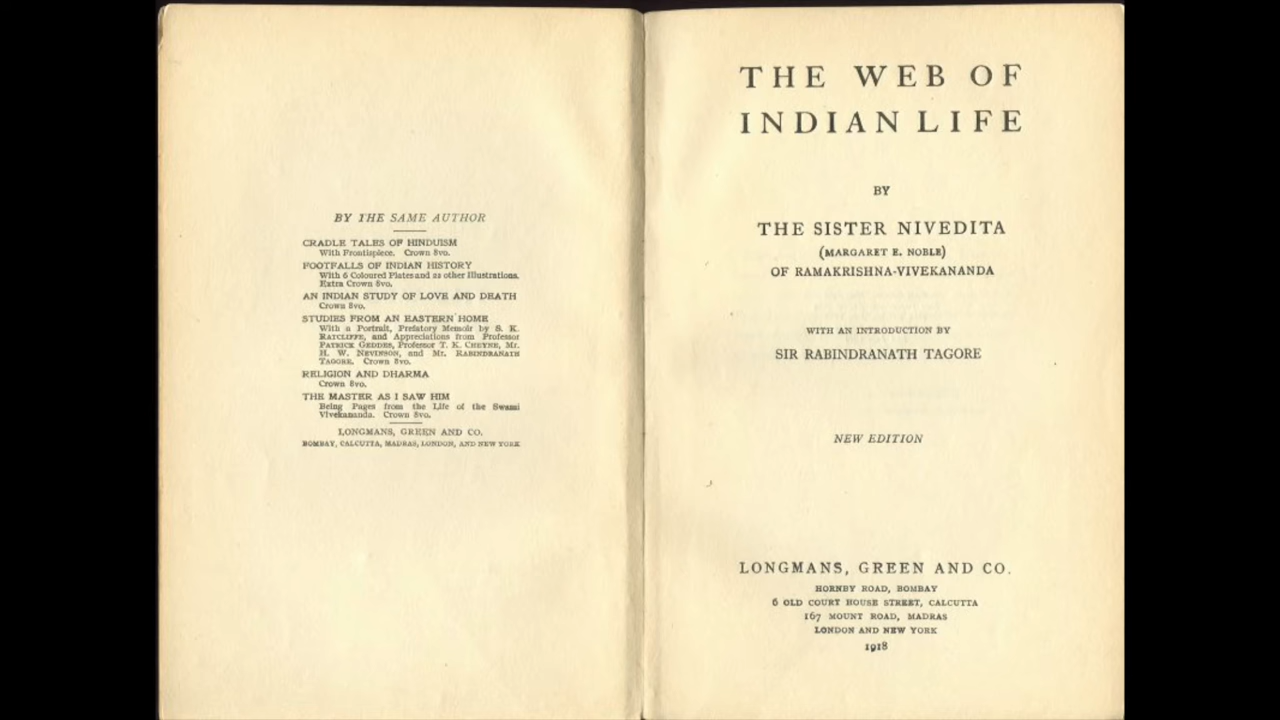 BY THE SAME AUTHOR
CRADLE TALES OF HINDUISM
With Frontispiece. Crown 8vo.
FOOTFALLS OF INDIAN HISTORY
With 6 Coloured Plates and 22 other Illustrations.
Extra Crown 8vo.
AN INDIAN STUDY OF LOVE AND DEATH
Crown 8vo.
STUDIES FROM AN EASTERN HOME
With a Portrait, Prefatory Memoir by S. K.
RATCLIFFE, and Appreciations from Professor
PATRICK GEDDES, Professor T. K. CHEYNE, Mr.
H. W. NEVINSON, and Mr. RABINDRANATH
TAGORE. Crown 8vo.
RELIGION AND DHARMA
Crown 8vo.
THE MASTER AS I SAW HIM
Being Pages from the Life of the Swami
Vivekananda. Crown 8vo.
LONGMANS, GREEN AND CO.
BOMBAY, CALCUTTA, MADRAS, LONDON, AND NEW YORK
THE WEB OF
INDIAN LIFE
BY
THE SISTER NIVEDITA
(MARGARET E. NOBLE)
OF RAMAKRISHNA-VIVEKANANDA
WITH AN INTRODUCTION BY
SIR RABINDRANATH TAGORE
NEW EDITION
LONGMANS, GREEN AND CO.
HORNBY ROAD, BOMBAY
6 OLD COURT HOUSE STREET, CALCUTTA
167 MOUNT ROAD, MADRAS
LONDON AND NEW YORK
1918